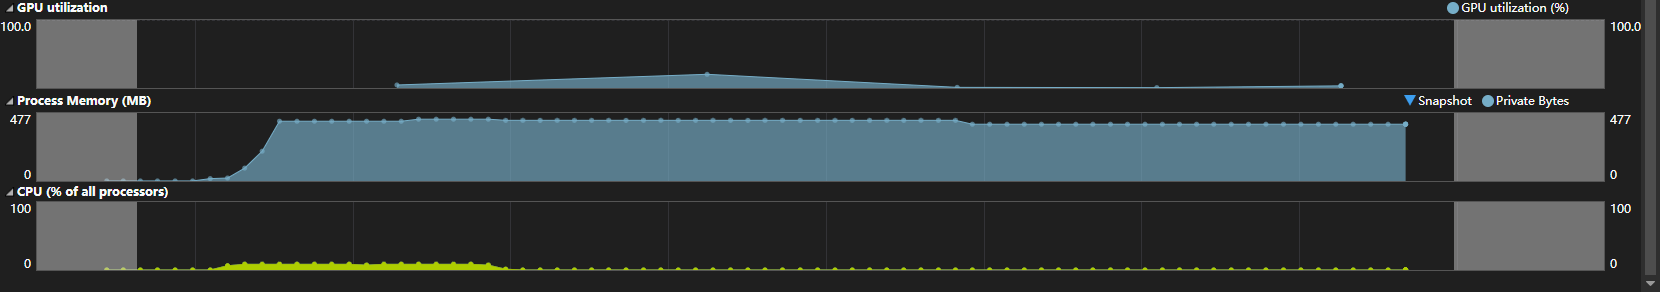 GPU utilization GPU utilization (%)
100.0 100.0
Process Memory (MB) Snapshot Private Bytes
477 477
0 0
CPU (% of all processors)
100 100
0 0